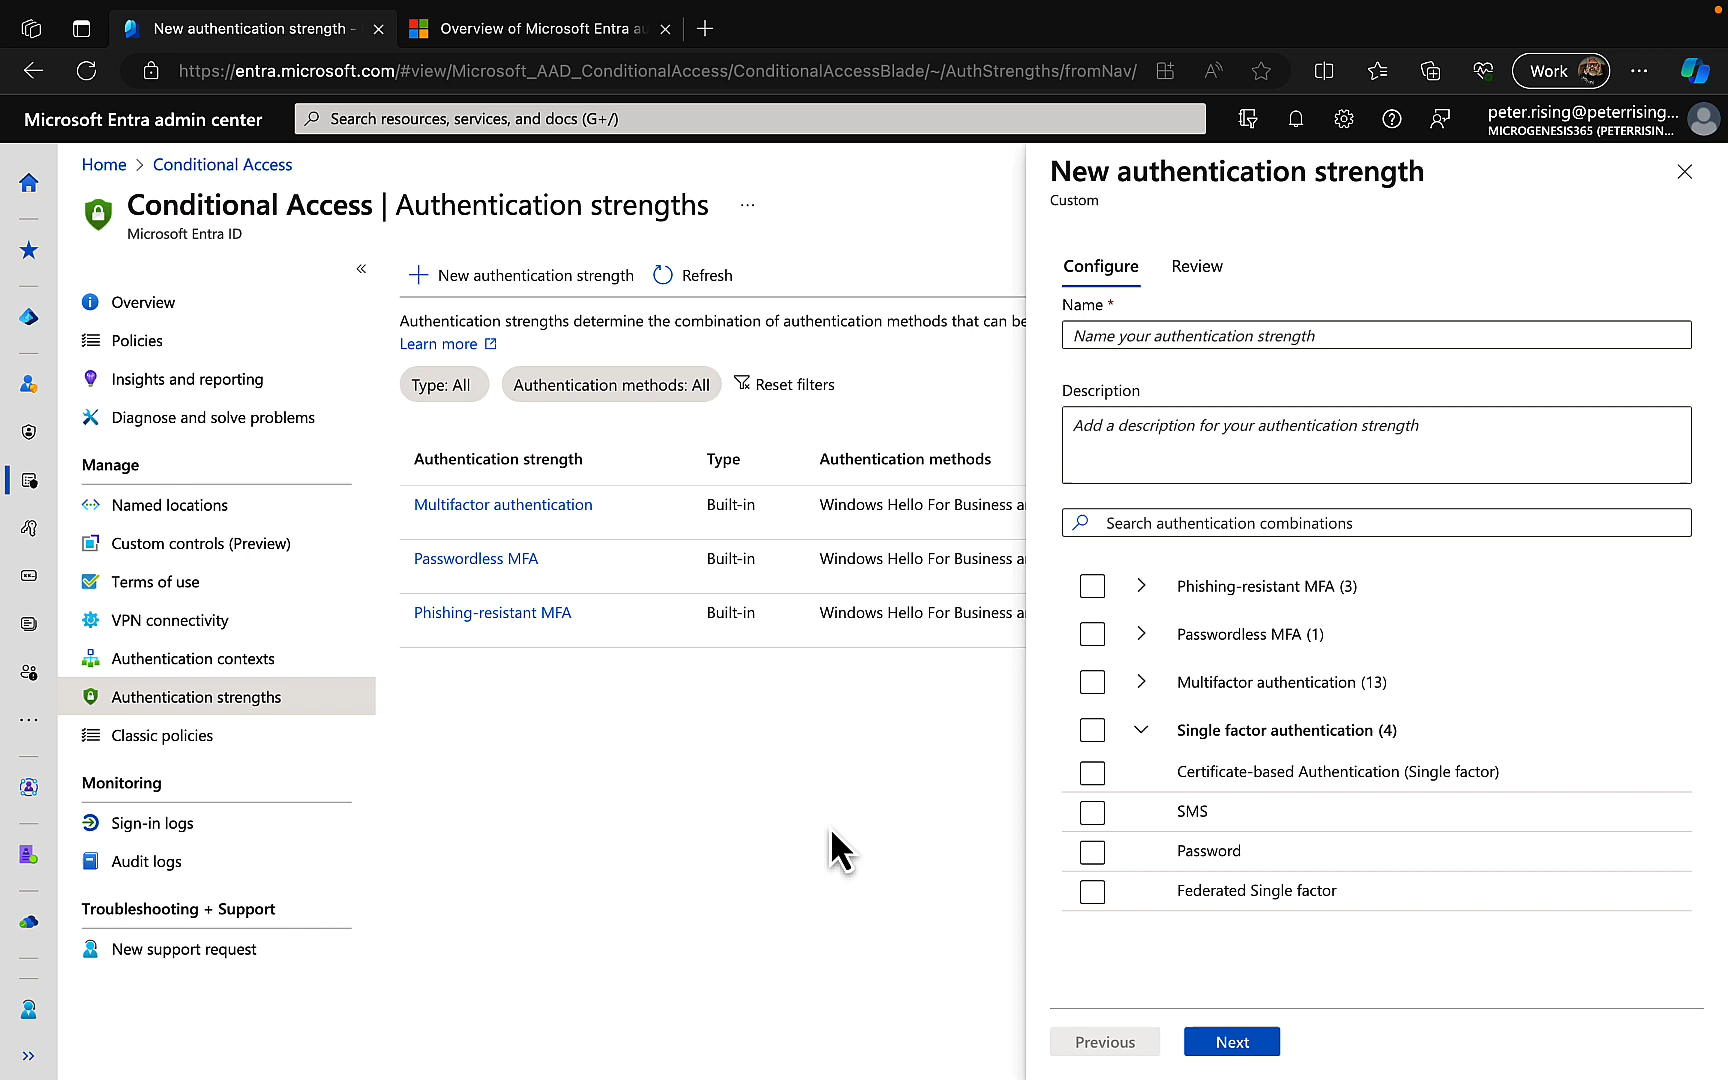 New authentication strength -
Overview of Microsoft Entra au
https://entra.microsoft.com/#view/Microsoft_AAD_ConditionalAccess/ConditionalAccessBlade/~/AuthStrengths/fromNav/
Work
Microsoft Entra admin center
Search resources, services, and docs (G+/)
peter.rising@peterrising...
MICROGENESIS365 (PETERRISIN...
Home > Conditional Access
Conditional Access | Authentication strengths
...
Microsoft Entra ID
«
Overview
Policies
Insights and reporting
Diagnose and solve problems
Manage
Named locations
Custom controls (Preview)
Terms of use
VPN connectivity
Authentication contexts
Authentication strengths
Classic policies
Monitoring
Sign-in logs
Audit logs
Troubleshooting + Support
New support request
New authentication strength
Refresh
Authentication strengths determine the combination of authentication methods that can be
Learn more
Type: All
Authentication methods: All
Reset filters
Authentication strength Type Authentication methods
Multifactor authentication Built-in Windows Hello For Business a
Passwordless MFA Built-in Windows Hello For Business a
Phishing-resistant MFA Built-in Windows Hello For Business a
New authentication strength
Custom
Configure Review
Name *
Name your authentication strength
Description
Add a description for your authentication strength
Search authentication combinations
Phishing-resistant MFA (3)
Passwordless MFA (1)
Multifactor authentication (13)
Single factor authentication (4)
Certificate-based Authentication (Single factor)
SMS
Password
Federated Single factor
Previous Next